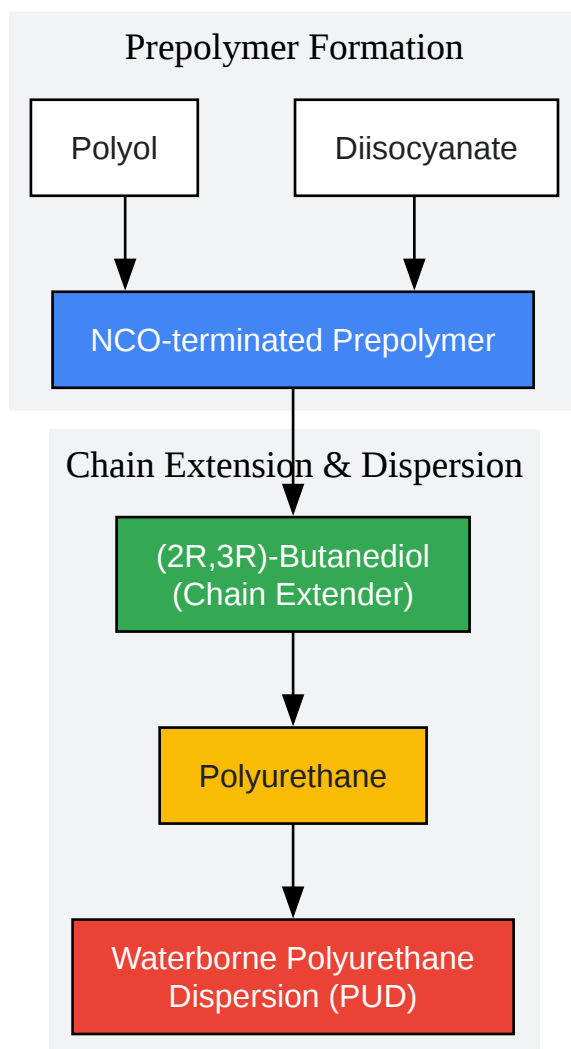 Prepolymer Formation
Polyol
Diisocyanate
NCO-terminated Prepolymer
Chain Extension & Dispersion
(2R,3R)-Butanediol
(Chain Extender)
Polyurethane
Waterborne Polyurethane
Dispersion (PUD)